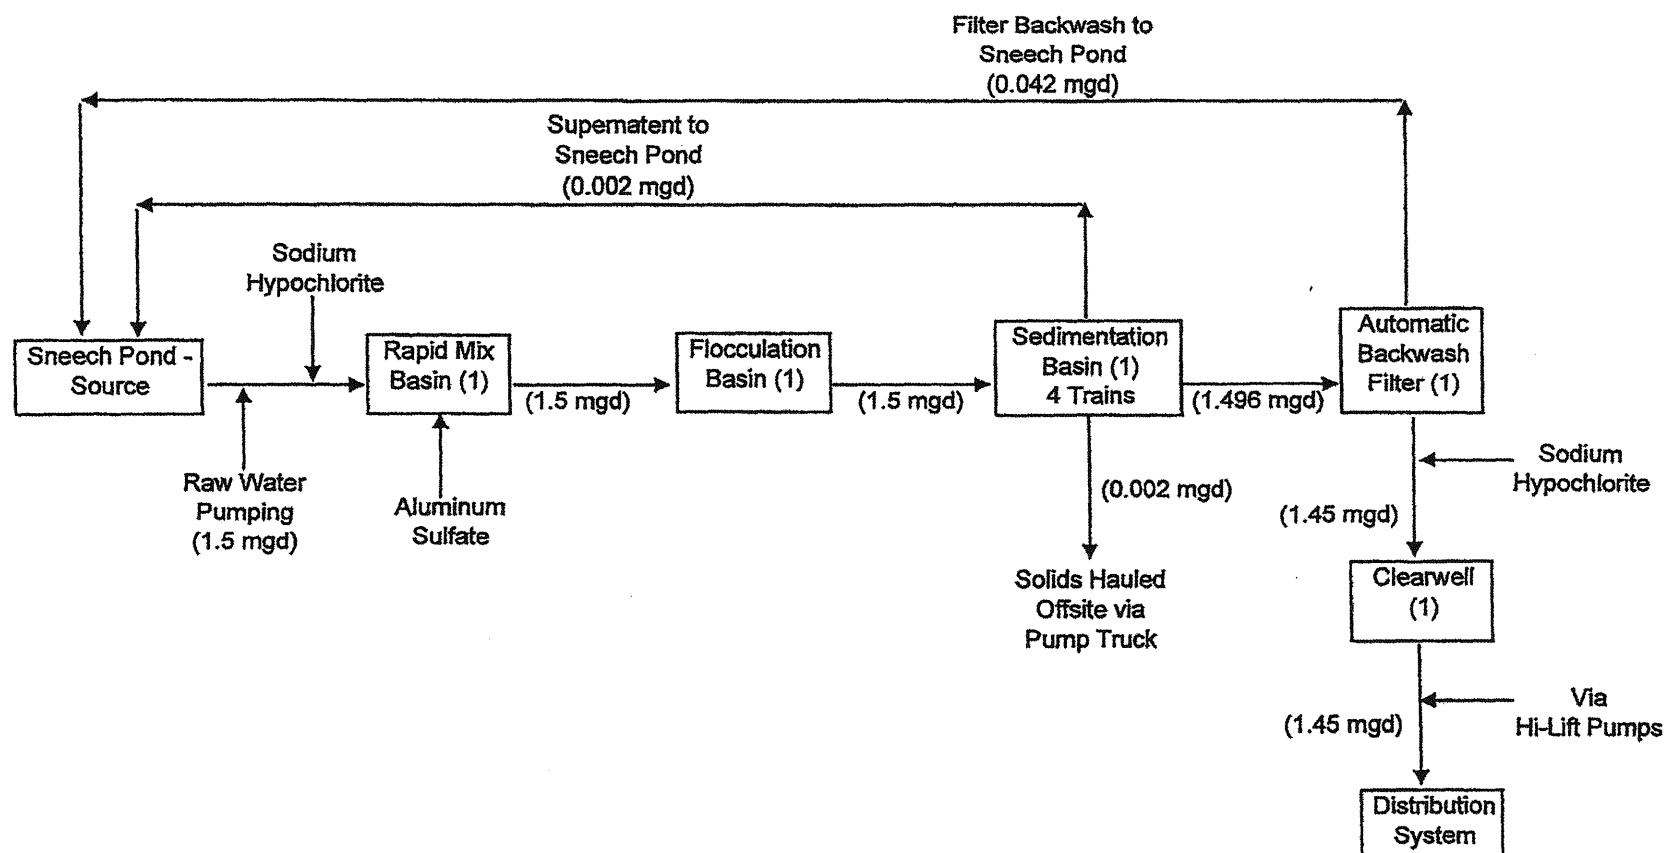 Filter Backwash to
Sneech Pond
(0.042 mgd)
Supernatent to
Sneech Pond
(0.002 mgd)
Sodium
Hypochlorite
Sneech Pond -
Source
Rapid Mix
Basin (1)
Flocculation
Basin (1)
Sedimentation
Basin (1)
4 Trains
Automatic
Backwash
Filter (1)
(1.5 mgd)
(1.5 mgd)
(1.496 mgd)
Raw Water
Pumping
(1.5 mgd)
Aluminum
Sulfate
(0.002 mgd)
Solids Hauled
Offsite via
Pump Truck
Sodium
Hypochlorite
(1.45 mgd)
Clearwell
(1)
(1.45 mgd)
Via
Hi-Lift Pumps
Distribution
System